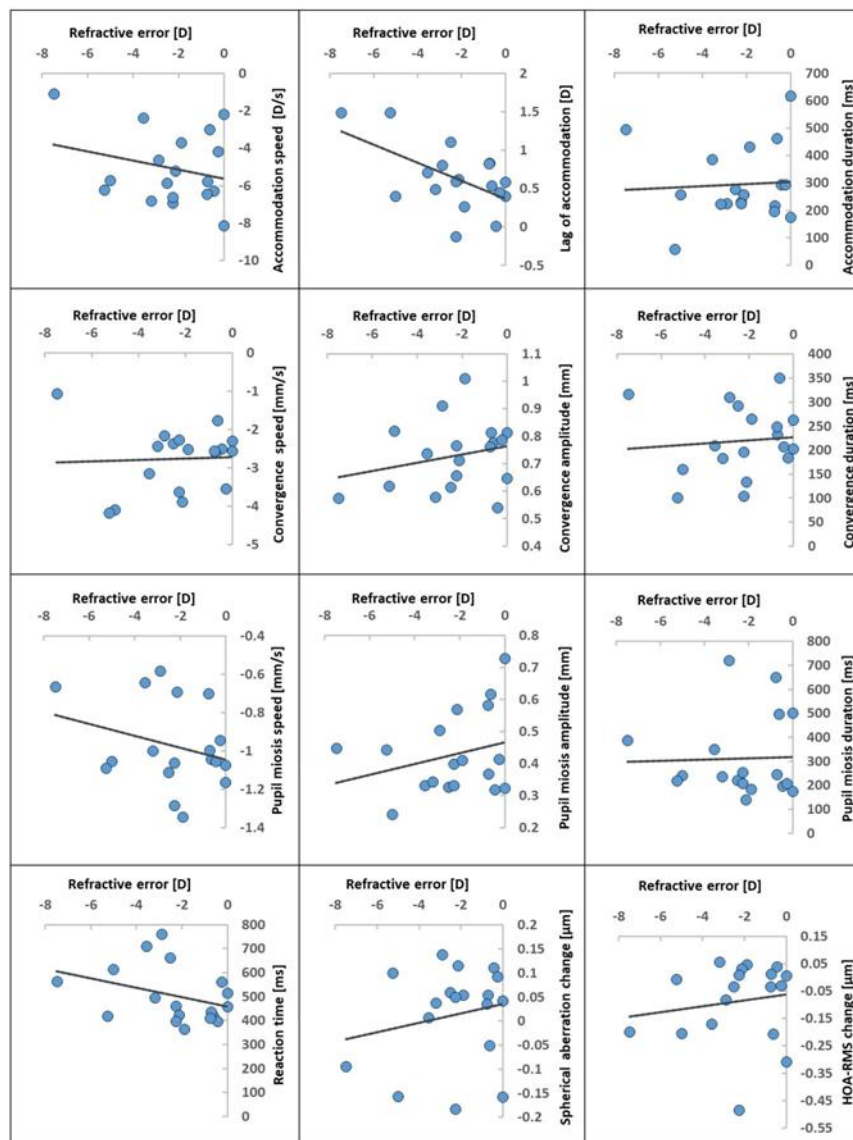 Refractive error [D]
-8 -6 -4 -2 0
0
-2
-4
-6
-8
-10
Accommodation speed [D/s]
Refractive error [D]
-8 -6 -4 -2 0
2
1.5
1
0.5
0
-0.5
Lag of accommodation [D]
Refractive error [D]
-8 -6 -4 -2 0
700
600
500
400
300
200
100
0
Accommodation duration [ms]
Refractive error [D]
-8 -6 -4 -2 0
0
-1
-2
-3
-4
-5
Convergence speed [mm/s]
Refractive error [D]
-8 -6 -4 -2 0
1.1
1
0.9
0.8
0.7
0.6
0.5
0.4
Convergence amplitude [mm]
Refractive error [D]
-8 -6 -4 -2 0
400
350
300
250
200
150
100
50
0
Convergence duration [ms]
Refractive error [D]
-8 -6 -4 -2 0
-0.4
-0.6
-0.8
-1
-1.2
-1.4
Pupil miosis speed [mm/s]
Refractive error [D]
-8 -6 -4 -2 0
0.8
0.7
0.6
0.5
0.4
0.3
0.2
Pupil miosis amplitude [mm]
Refractive error [D]
-8 -6 -4 -2 0
800
700
600
500
400
300
200
100
0
Pupil miosis duration [ms]
Refractive error [D]
-8 -6 -4 -2 0
800
700
600
500
400
300
200
100
0
Reaction time [ms]
Refractive error [D]
-8 -6 -4 -2 0
0.2
0.15
0.1
0.05
0
-0.05
-0.1
-0.15
-0.2
Spherical aberration change [µm]
Refractive error [D]
-8 -6 -4 -2 0
0.15
0.05
-0.05
-0.15
-0.25
-0.35
-0.45
-0.55
HOA-RMS change [µm]